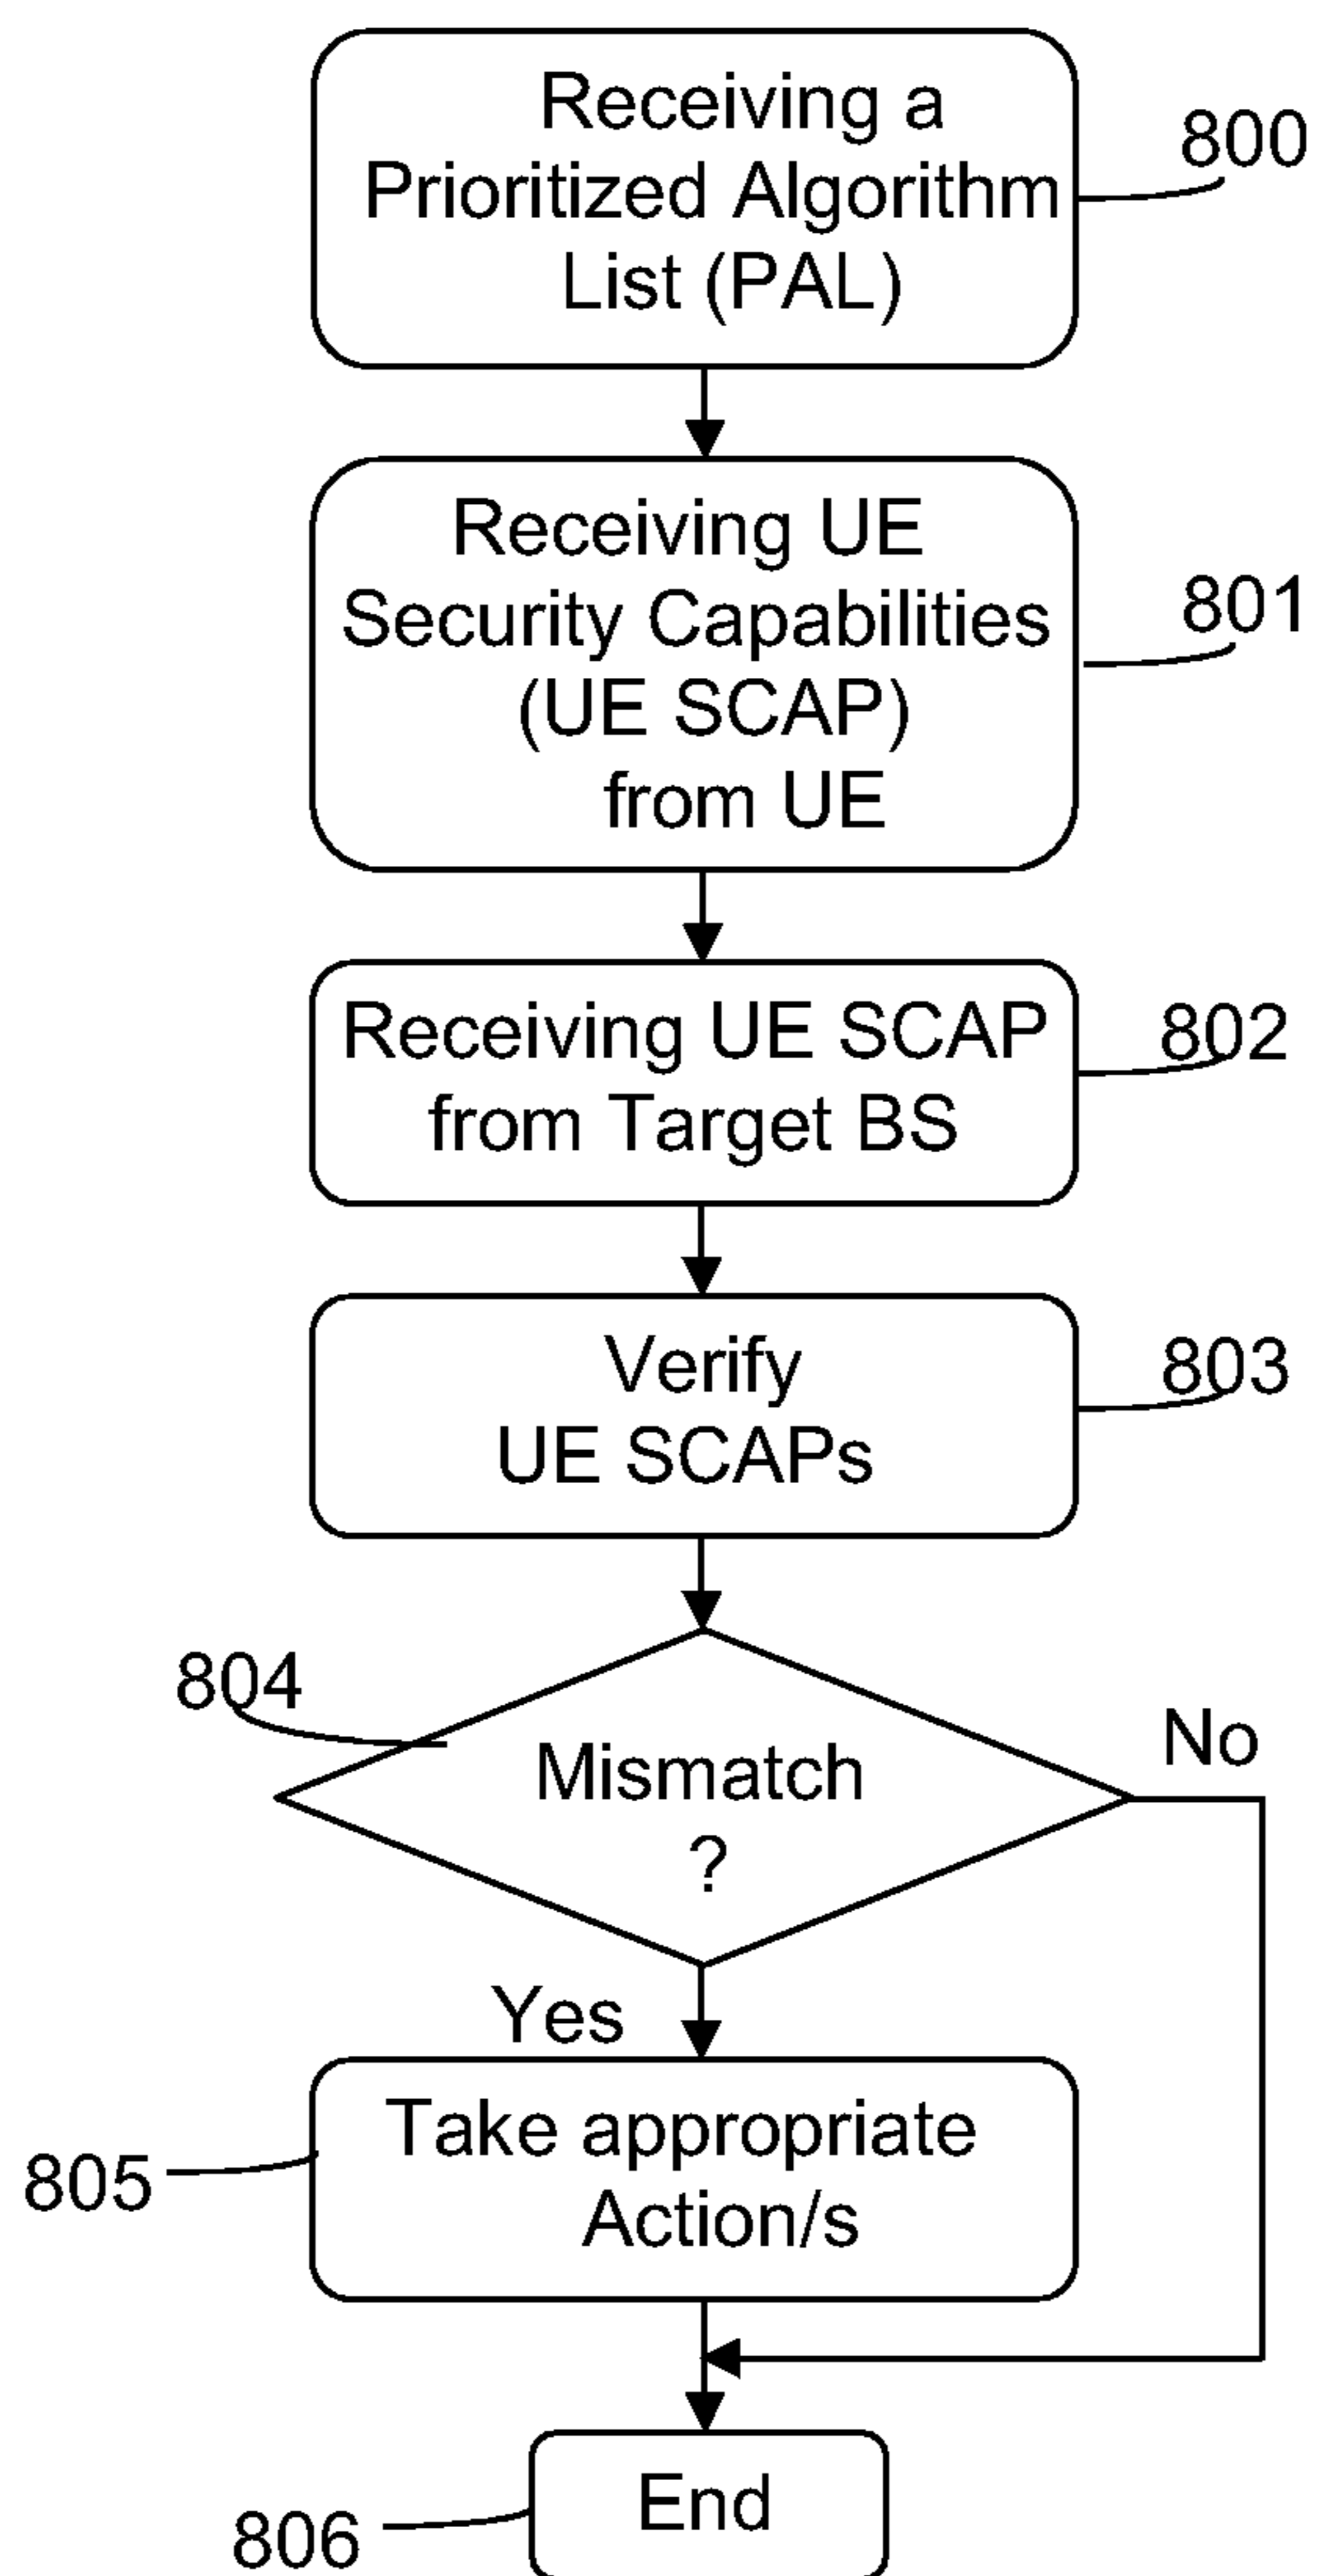 Receiving a
Prioritized Algorithm
List (PAL)
800
Receiving UE
Security Capabilities
(UE SCAP)
from UE
801
Receiving UE SCAP
from Target BS
802
Verify
UE SCAPs
803
804
Mismatch
?
No
Yes
Take appropriate
Action/s
805
End
806